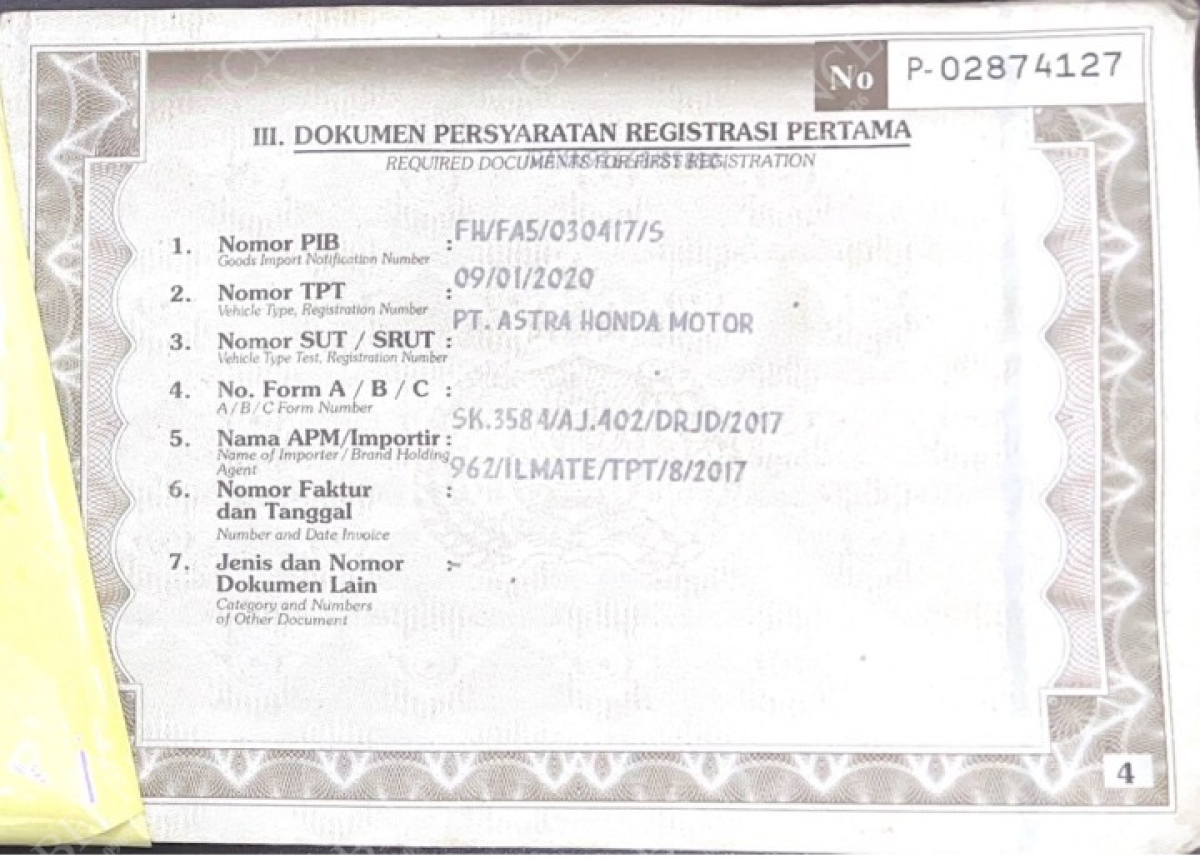 No P-02874127
III. DOKUMEN PERSYARATAN REGISTRASI PERTAMA
REQUIRED DOCUMENTS FOR FIRST REGISTRATION
FH/FA5/030417/S
1. Nomor PIB :
Goods Import Notification Number
09/01/2020
2. Nomor TPT :
Vehicle Type, Registration Number
PT. ASTRA HONDA MOTOR
3. Nomor SUT / SRUT :
Vehicle Type Test, Registration Number
4. No. Form A / B / C :
A / B / C Form Number
SK.3584/AJ.402/DRJD/2017
5. Nama APM/Importir :
Name of Importer / Brand Holding
Agent
962/ILMATE/TPT/8/2017
6. Nomor Faktur :
dan Tanggal
Number and Date Invoice
7. Jenis dan Nomor :-
Dokumen Lain
Category and Numbers
of Other Document
4